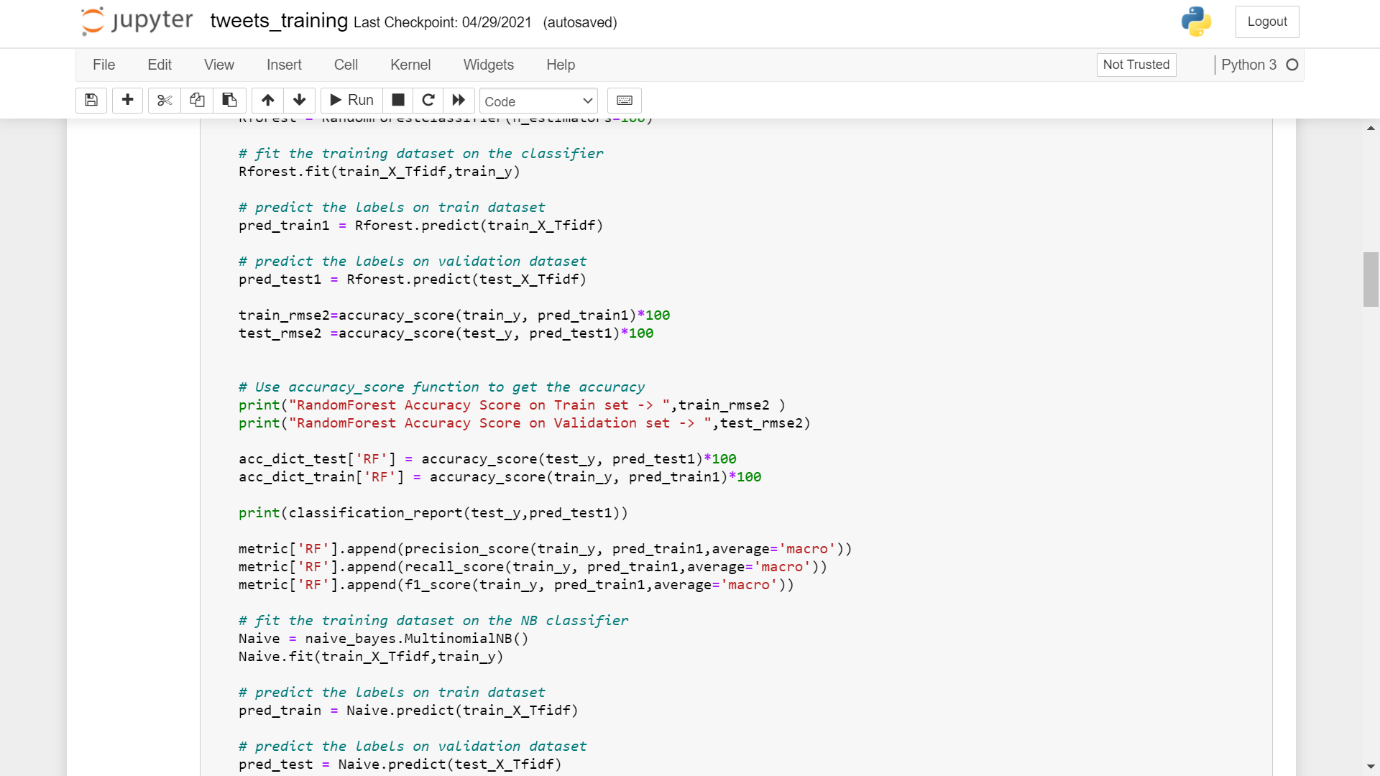 jupyter tweets_training Last Checkpoint: 04/29/2021 (autosaved) Logout
File Edit View Insert Cell Kernel Widgets Help Not Trusted Python 3
Run Code
Rforest = RandomForestClassifier(n_estimators=100)
# fit the training dataset on the classifier
Rforest.fit(train_X_Tfidf,train_y)
# predict the labels on train dataset
pred_train1 = Rforest.predict(train_X_Tfidf)
# predict the labels on validation dataset
pred_test1 = Rforest.predict(test_X_Tfidf)
train_rmse2=accuracy_score(train_y, pred_train1)*100
test_rmse2 =accuracy_score(test_y, pred_test1)*100
# Use accuracy_score function to get the accuracy
print("RandomForest Accuracy Score on Train set -> ",train_rmse2 )
print("RandomForest Accuracy Score on Validation set -> ",test_rmse2)
acc_dict_test['RF'] = accuracy_score(test_y, pred_test1)*100
acc_dict_train['RF'] = accuracy_score(train_y, pred_train1)*100
print(classification_report(test_y,pred_test1))
metric['RF'].append(precision_score(train_y, pred_train1,average='macro'))
metric['RF'].append(recall_score(train_y, pred_train1,average='macro'))
metric['RF'].append(f1_score(train_y, pred_train1,average='macro'))
# fit the training dataset on the NB classifier
Naive = naive_bayes.MultinomialNB()
Naive.fit(train_X_Tfidf,train_y)
# predict the labels on train dataset
pred_train = Naive.predict(train_X_Tfidf)
# predict the labels on validation dataset
pred_test = Naive.predict(test_X_Tfidf)